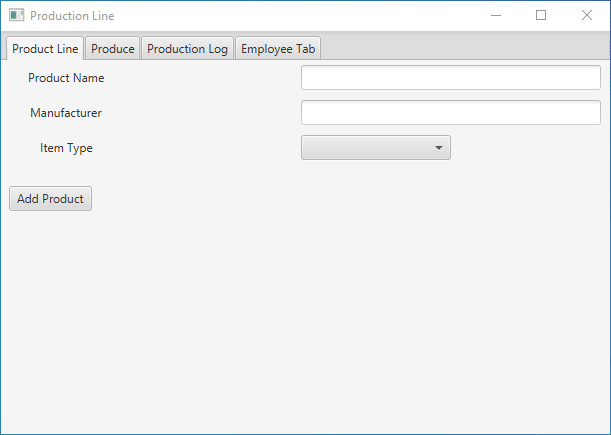 Production Line
Product Line Produce Production Log Employee Tab
Product Name
Manufacturer
Item Type
Add Product